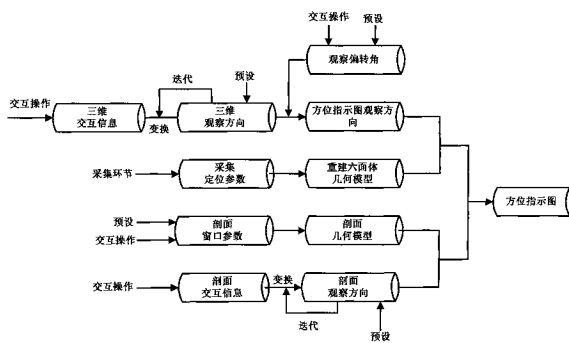 交互操作
预设
观察偏转角
迭代
预设
交互操作
三维
交互信息
变换
三维
观察方向
方位指示图观察方
向
采集环节
采集
定位参数
重建六面体
几何模型
方位指示图
预设
交互操作
剖面
窗口参数
剖面
几何模型
交互操作
剖面
交互信息
变换
剖面
观察方向
迭代
预设